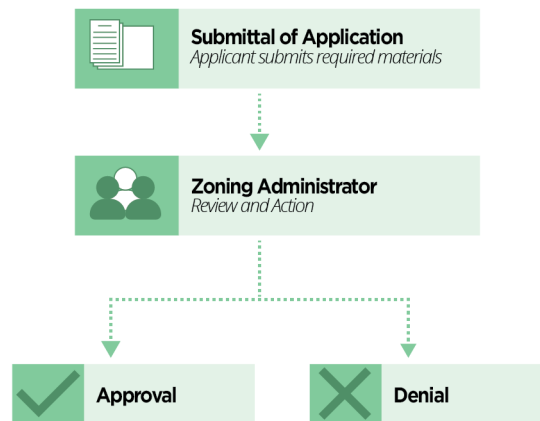 Submittal of Application
Applicant submits required materials
Zoning Administrator
Review and Action
Approval
Denial